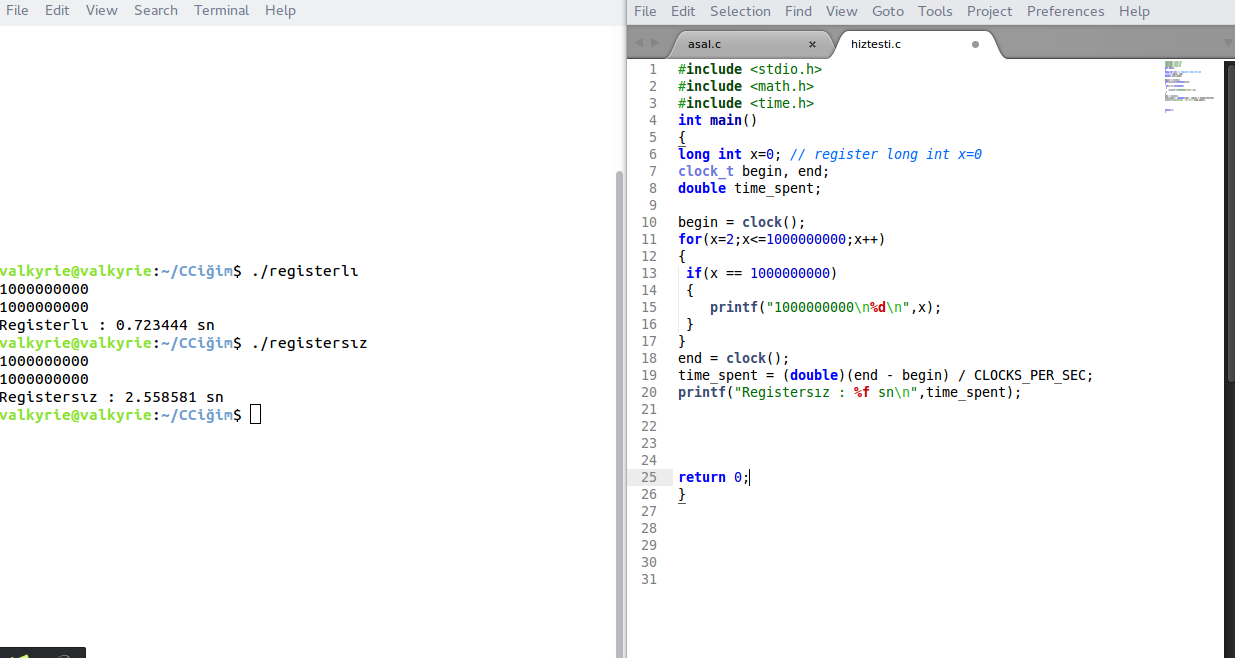 File Edit View Search Terminal Help
valkyrie@valkyrie:~/CCiğim$ ./registerlı
1000000000
1000000000
Registerlı : 0.723444 sn
valkyrie@valkyrie:~/CCiğim$ ./registersız
1000000000
1000000000
Registersız : 2.558581 sn
valkyrie@valkyrie:~/CCiğim$
File Edit Selection Find View Goto Tools Project Preferences Help
asal.c × hiztesti.c
1 #include <stdio.h>
2 #include <math.h>
3 #include <time.h>
4 int main()
5 {
6 long int x=0; // register long int x=0
7 clock_t begin, end;
8 double time_spent;
9
10 begin = clock();
11 for(x=2;x<=1000000000;x++)
12 {
13 if(x == 1000000000)
14 {
15 printf("1000000000\n%d\n",x);
16 }
17 }
18 end = clock();
19 time_spent = (double)(end - begin) / CLOCKS_PER_SEC;
20 printf("Registersız : %f sn\n",time_spent);
21
22
23
24
25 return 0;
26 }
27
28
29
30
31